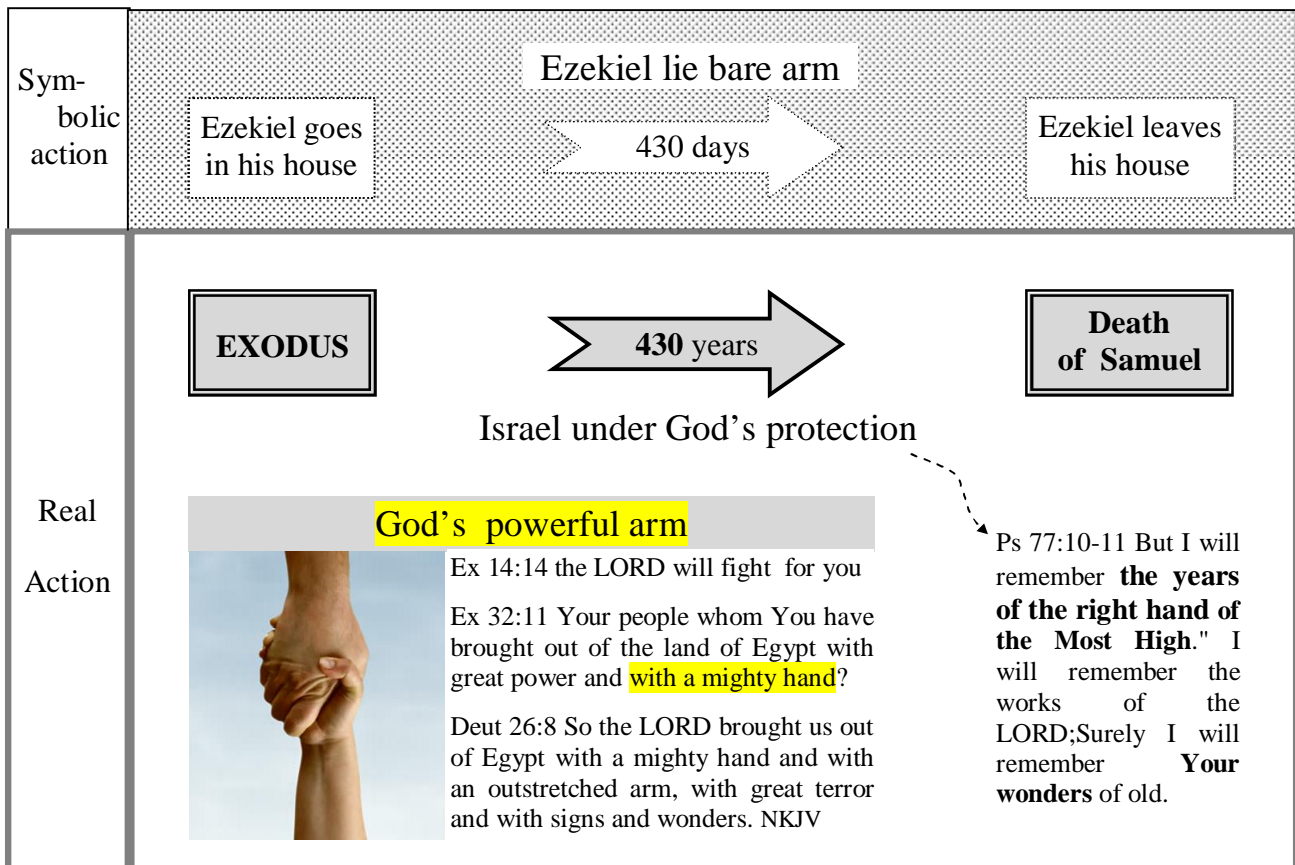 Sym-
bolic
action
Ezekiel lie bare arm
Ezekiel goes
in his house
430 days
Ezekiel leaves
his house
Real
Action
EXODUS
430 years
Death
of Samuel
Israel under God’s protection
God’s powerful arm
Ex 14:14 the LORD will fight for you
Ex 32:11 Your people whom You have
brought out of the land of Egypt with
great power and with a mighty hand?
Deut 26:8 So the LORD brought us out
of Egypt with a mighty hand and with
an outstretched arm, with great terror
and with signs and wonders. NKJV
Ps 77:10-11 But I will
remember the years
of the right hand of
the Most High." I
will remember the
works of the
LORD;Surely I will
remember Your
wonders of old.